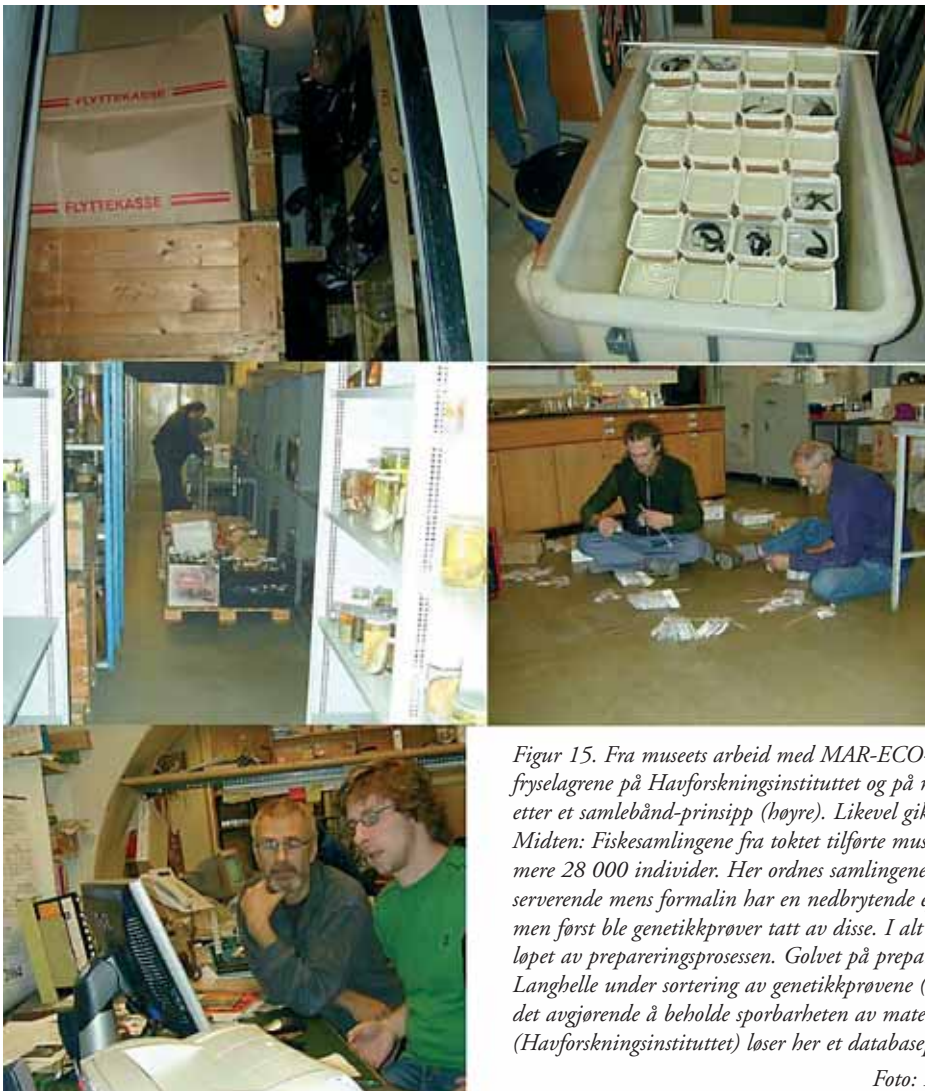 FLYTTEKASSE
FLYTTEKASSE
Figur 15. Fra museets arbeid med MAR-ECO-
fryselagrene på Havforskningsinstituttet og på
etter et samlebånd-prinsipp (høyre). Likevel gik
Midten: Fiskesamlingene fra toktet tilførte mus
mere 28 000 individer. Her ordnes samlingene
serverende mens formalin har en nedbrytende
men først ble genetikkprøver tatt av disse. I alt
løpet av prepareringsprosessen. Golvet på prepa
Langhelle under sortering av genetikkprøvene (
det avgjørende å beholde sporbarheten av mate
(Havforskningsinstituttet) løser her et database
Foto: